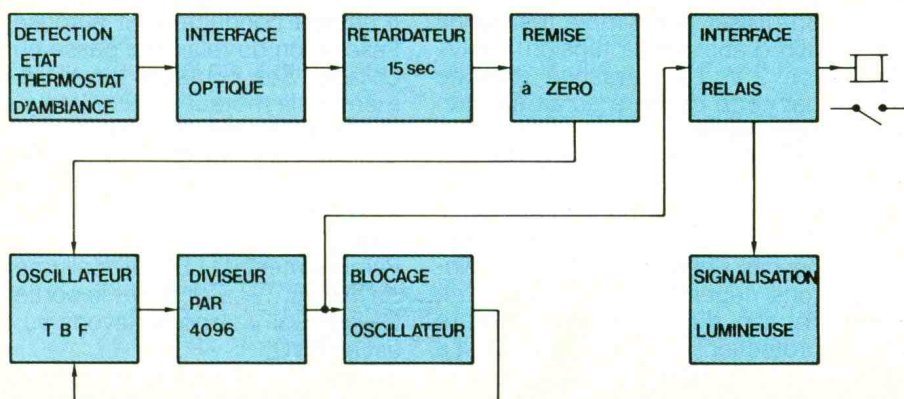 DETECTION
ETAT
THERMOSTAT
D'AMBIANCE
INTERFACE
OPTIQUE
RETARDATEUR
15 sec
REMISE
à ZERO
INTERFACE
RELAIS
OSCILLATEUR
T B F
DIVISEUR
PAR
4096
BLOCAGE
OSCILLATEUR
SIGNALISATION
LUMINEUSE